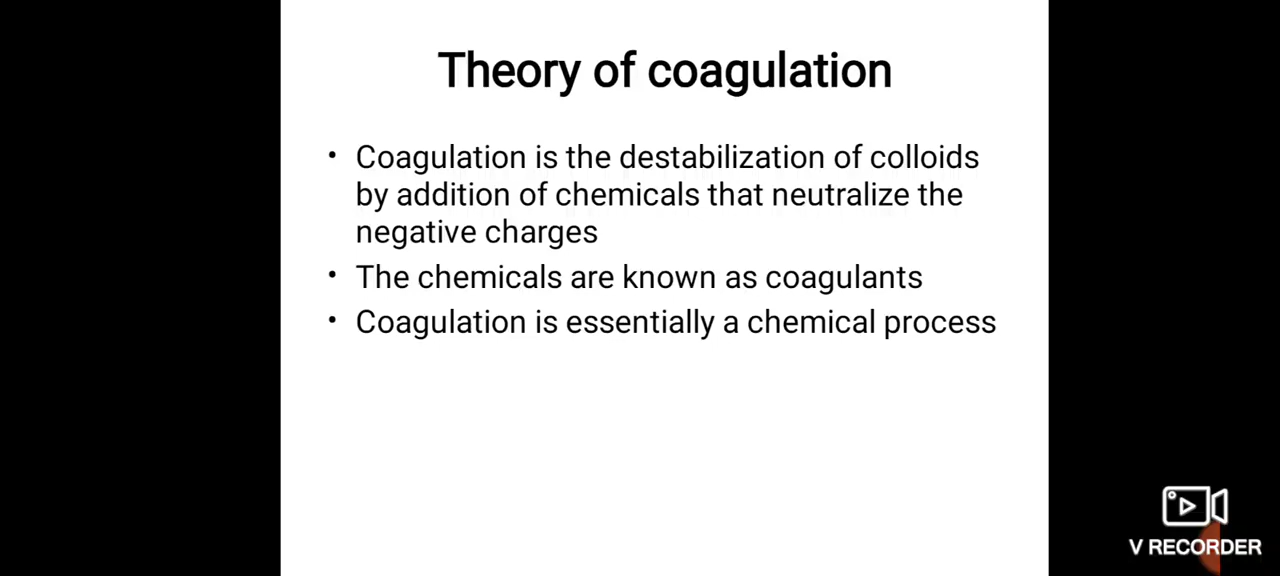 Theory of coagulation
• Coagulation is the destabilization of colloids
by addition of chemicals that neutralize the
negative charges
• The chemicals are known as coagulants
• Coagulation is essentially a chemical process
V RECORDER